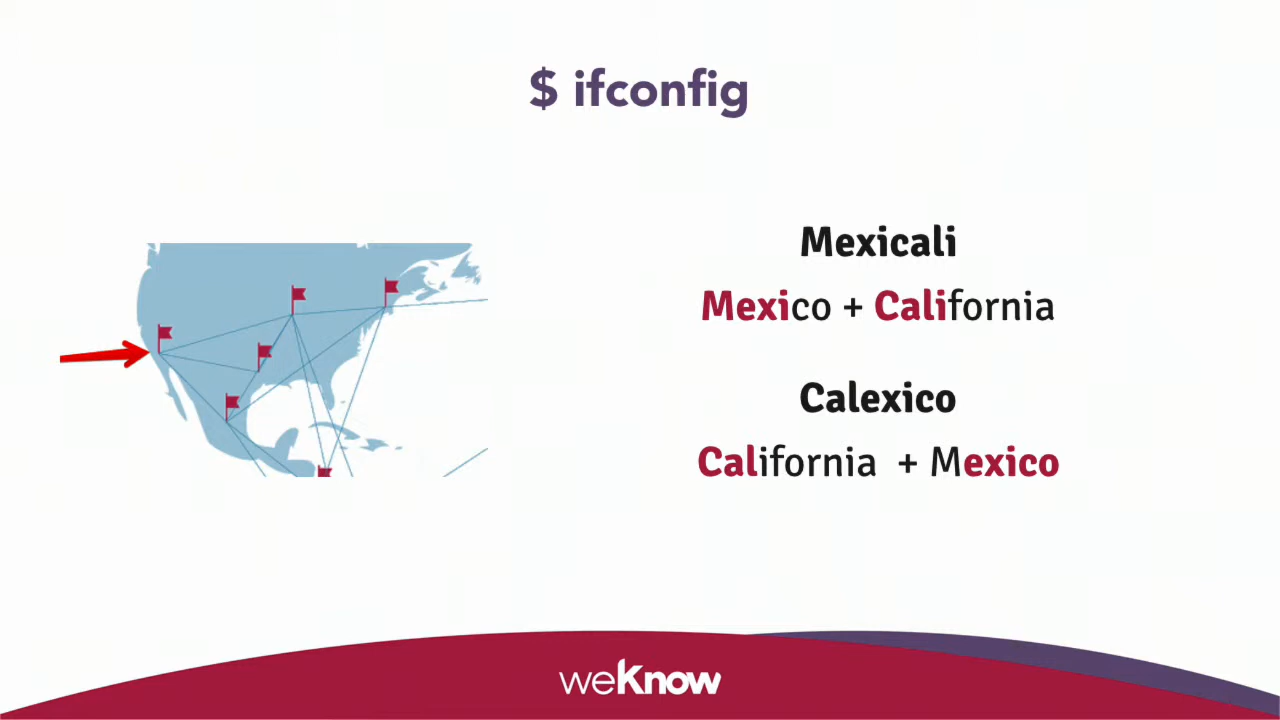 $ ifconfig
Mexicali
Mexico + California
Calexico
California + Mexico
weKnow